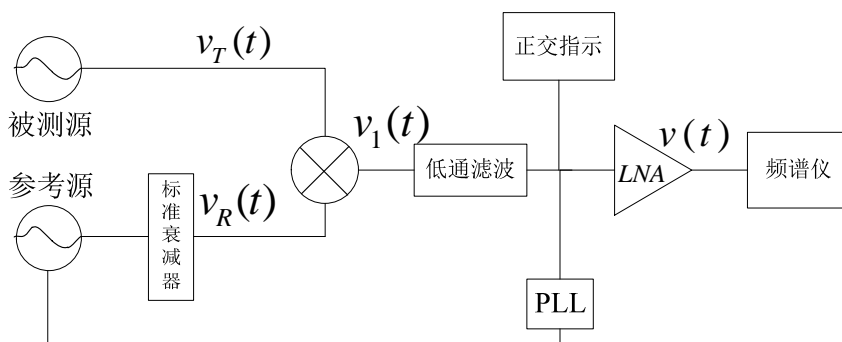 正交指示
v_T(t)
被测源
v_1(t)
低通滤波
LNA
v(t)
频谱仪
参考源
标准衰减器
v_R(t)
PLL